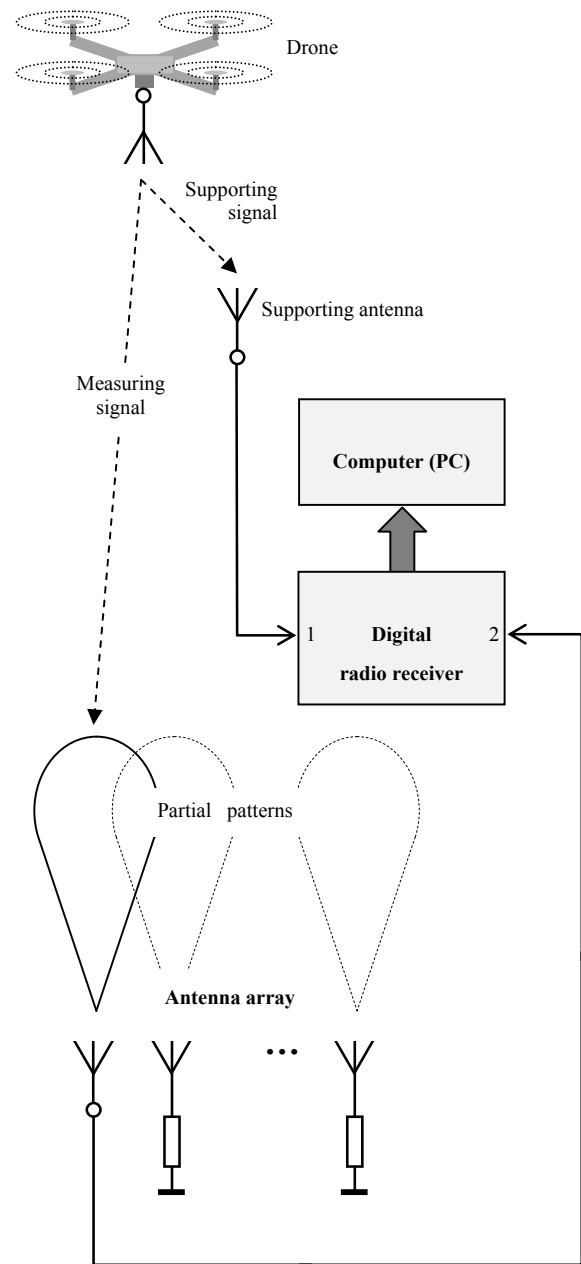 Drone
Supporting
signal
Supporting antenna
Measuring
signal
Computer (PC)
1 Digital 2
radio receiver
Partial patterns
Antenna array
...